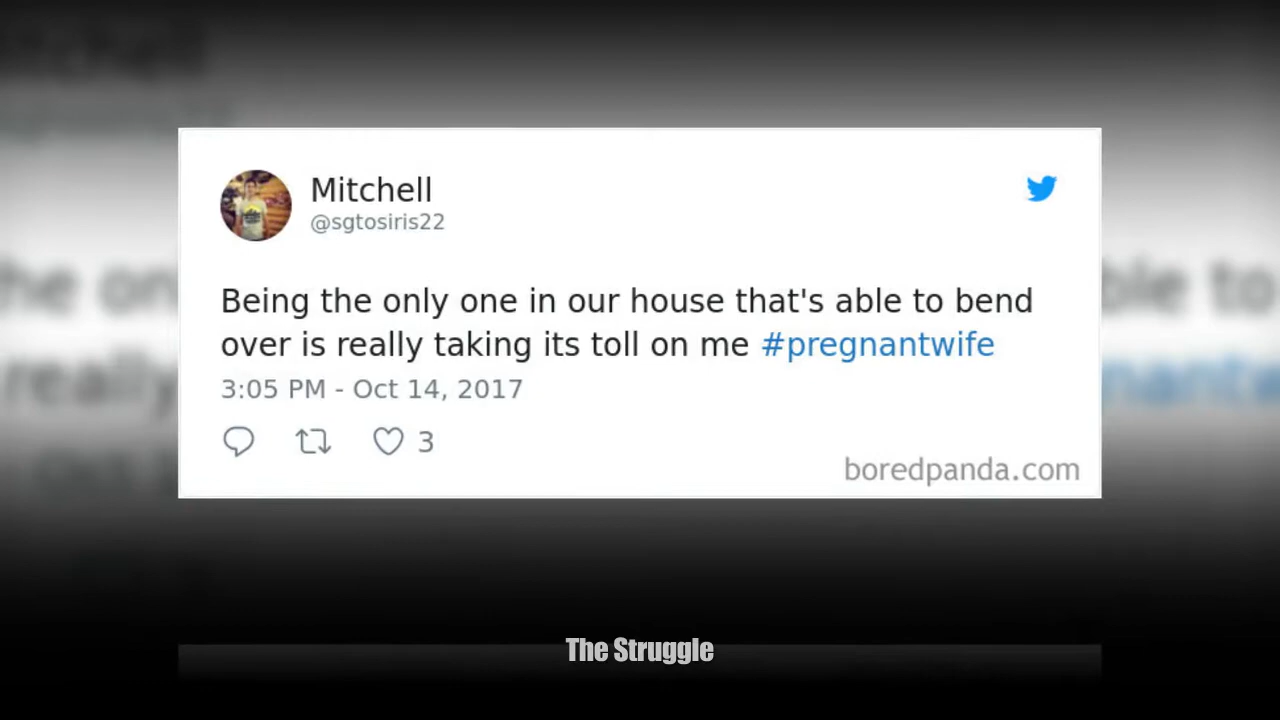 Mitchell
@sgtosiris22
Being the only one in our house that's able to bend
over is really taking its toll on me #pregnantwife
3:05 PM - Oct 14, 2017
3
boredpanda.com
The Struggle